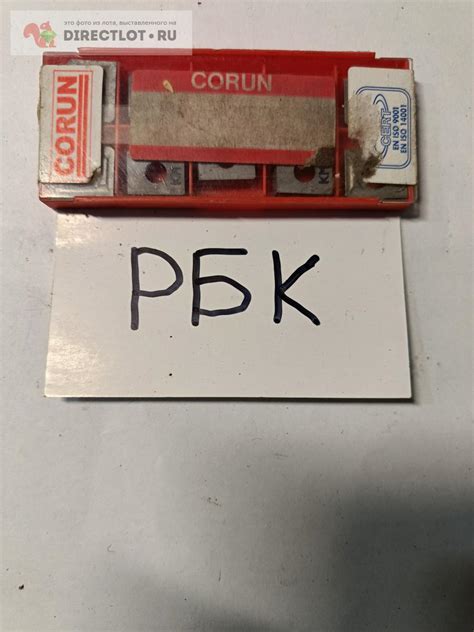 это фото из лота, выставленного на
DIRECTLOT.RU
CORUN
CORUN
CERT
EN ISO 9001
EN ISO 14001
РБК